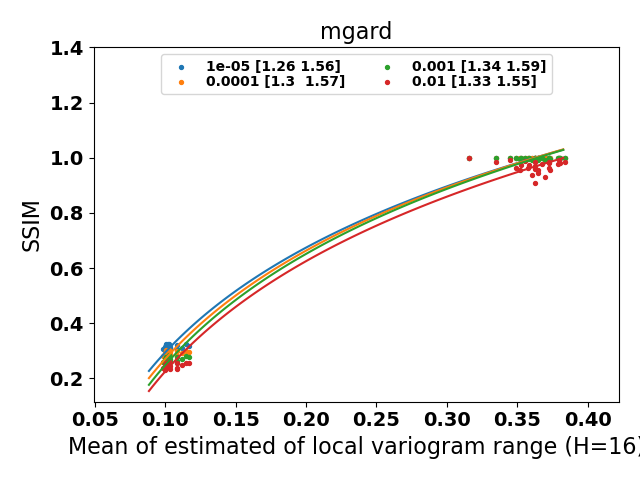 mgard
1e-05 [1.26 1.56]
0.0001 [1.3  1.57]
0.001 [1.34 1.59]
0.01 [1.33 1.55]
SSIM
1.4
1.2
1.0
0.8
0.6
0.4
0.2
0.05 0.10 0.15 0.20 0.25 0.30 0.35 0.40
Mean of estimated of local variogram range (H=16)